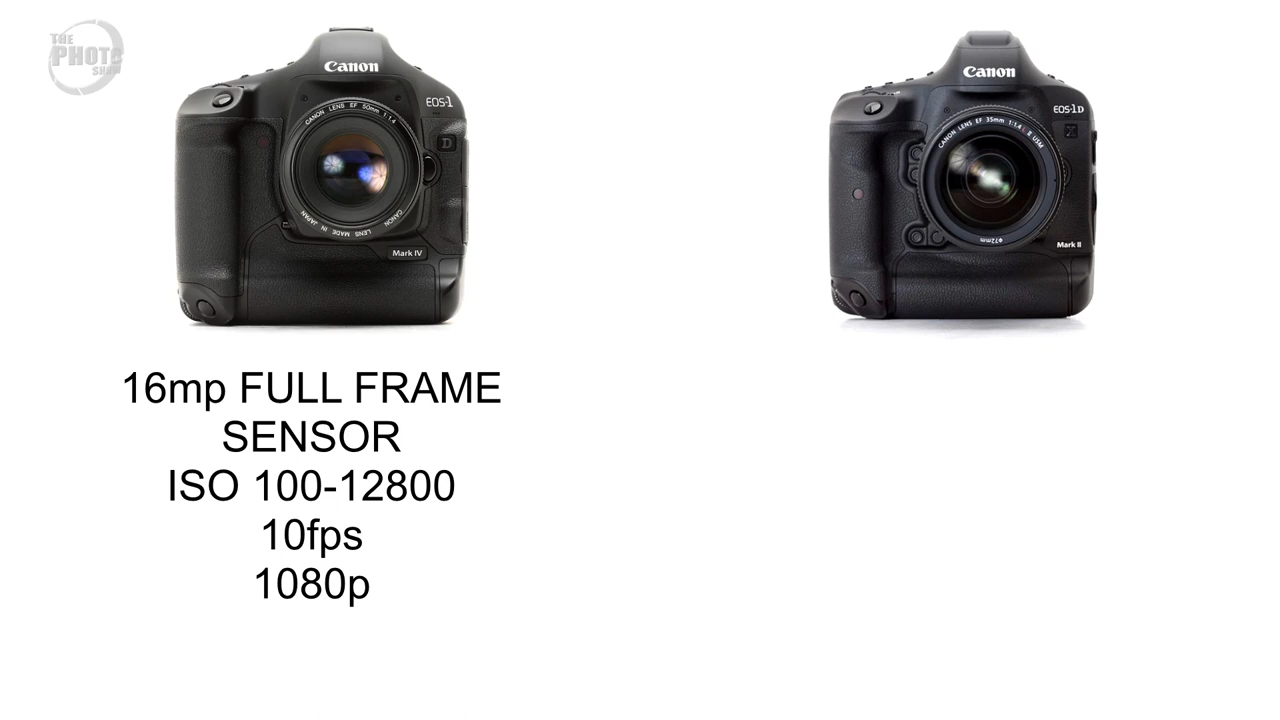 THE
PHOTO
SHOW
Canon
EOS-1
D
CANON LENS EF 50mm 1:1.4
CANON LENS MADE IN JAPAN
Mark IV
Canon
EOS-1D
X
CANON LENS EF 35mm 1:1.4 L II USM
ø72mm
Mark II
16mp FULL FRAME
SENSOR
ISO 100-12800
10fps
1080p